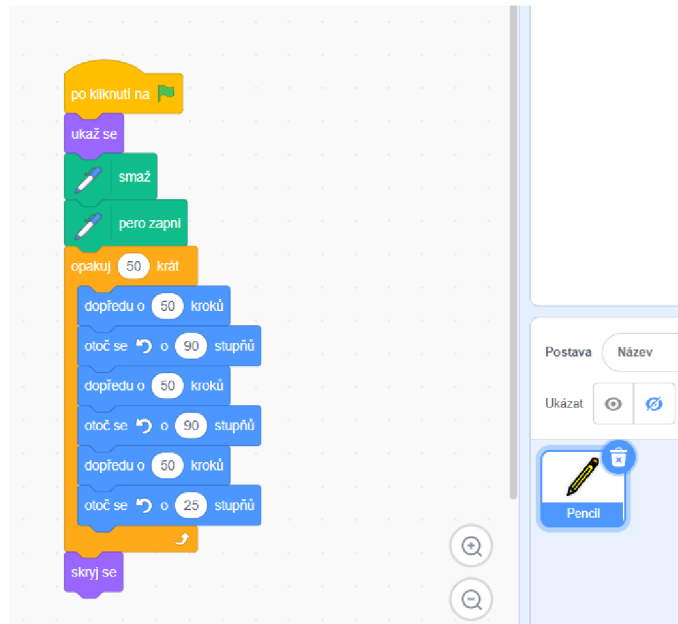 po kliknutí na
ukaž se
smaž
pero zapni
opakuj 50 krát
dopředu o 50 kroků
otoč se o 90 stupňů
dopředu o 50 kroků
otoč se o 90 stupňů
dopředu o 50 kroků
otoč se o 25 stupňů
skryj se
Postava Název
Ukázat
Pencil